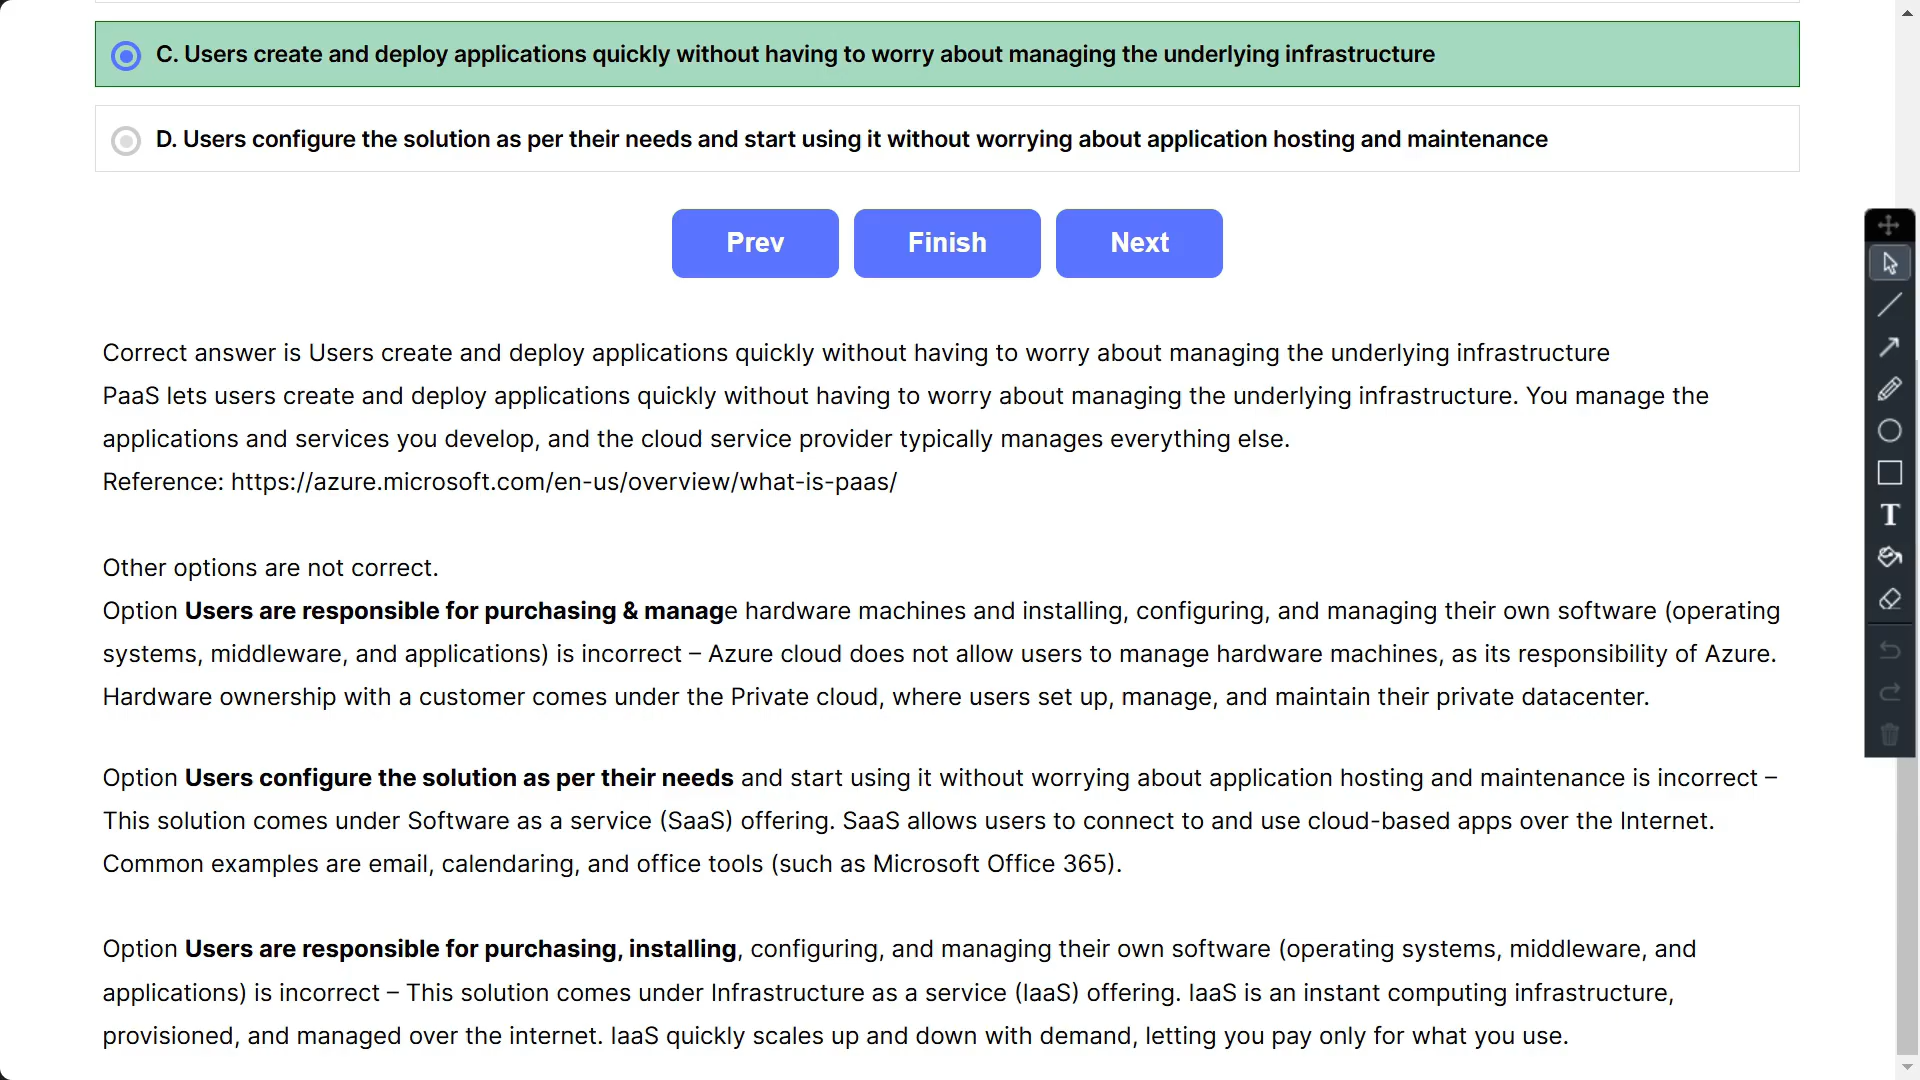 C. Users create and deploy applications quickly without having to worry about managing the underlying infrastructure
D. Users configure the solution as per their needs and start using it without worrying about application hosting and maintenance
Prev Finish Next
Correct answer is Users create and deploy applications quickly without having to worry about managing the underlying infrastructure
PaaS lets users create and deploy applications quickly without having to worry about managing the underlying infrastructure. You manage the
applications and services you develop, and the cloud service provider typically manages everything else.
Reference: https://azure.microsoft.com/en-us/overview/what-is-paas/
Other options are not correct.
Option Users are responsible for purchasing & manage hardware machines and installing, configuring, and managing their own software (operating
systems, middleware, and applications) is incorrect – Azure cloud does not allow users to manage hardware machines, as its responsibility of Azure.
Hardware ownership with a customer comes under the Private cloud, where users set up, manage, and maintain their private datacenter.
Option Users configure the solution as per their needs and start using it without worrying about application hosting and maintenance is incorrect –
This solution comes under Software as a service (SaaS) offering. SaaS allows users to connect to and use cloud-based apps over the Internet.
Common examples are email, calendaring, and office tools (such as Microsoft Office 365).
Option Users are responsible for purchasing, installing, configuring, and managing their own software (operating systems, middleware, and
applications) is incorrect – This solution comes under Infrastructure as a service (IaaS) offering. IaaS is an instant computing infrastructure,
provisioned, and managed over the internet. IaaS quickly scales up and down with demand, letting you pay only for what you use.